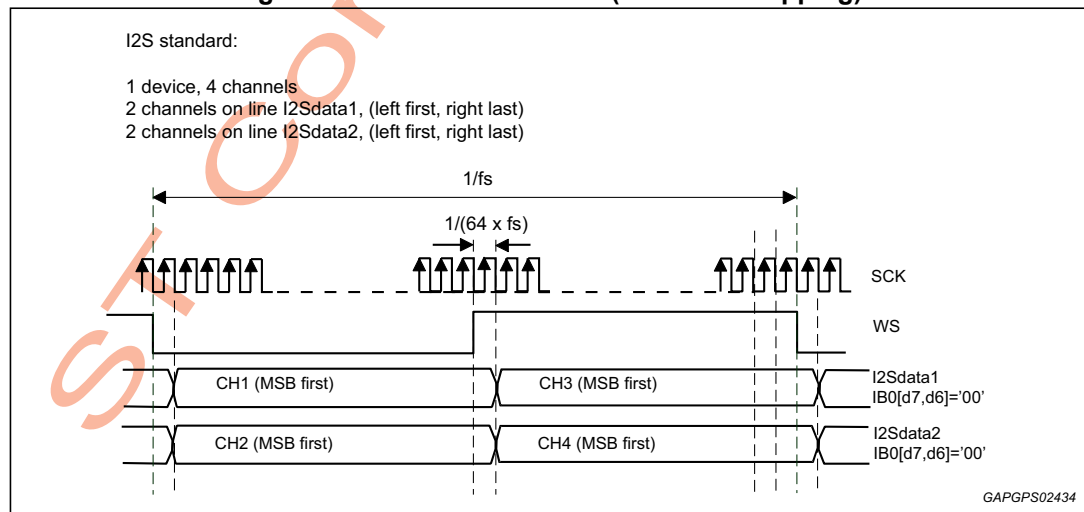 I2S standard:
1 device, 4 channels
2 channels on line I2Sdata1, (left first, right last)
2 channels on line I2Sdata2, (left first, right last)
1/fs
1/(64 x fs)
SCK
WS
CH1 (MSB first)
CH3 (MSB first)
I2Sdata1
IB0[d7,d6]='00’
CH2 (MSB first)
CH4 (MSB first)
I2Sdata2
IB0[d7,d6]='00’
GAPGPS02434
ST Con